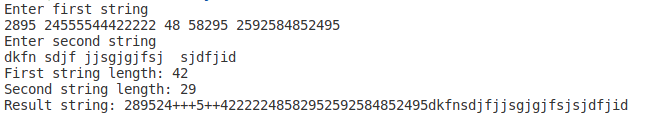 Enter first string
2895 24555544422222 48 58295 2592584852495
Enter second string
dkfn sdjf jjsgjgjfsj  sjdfjid
First string length: 42
Second string length: 29
Result string: 289524+++5++42222248582952592584852495dkfnsdjfjjsgjgjfsjsjdfjid